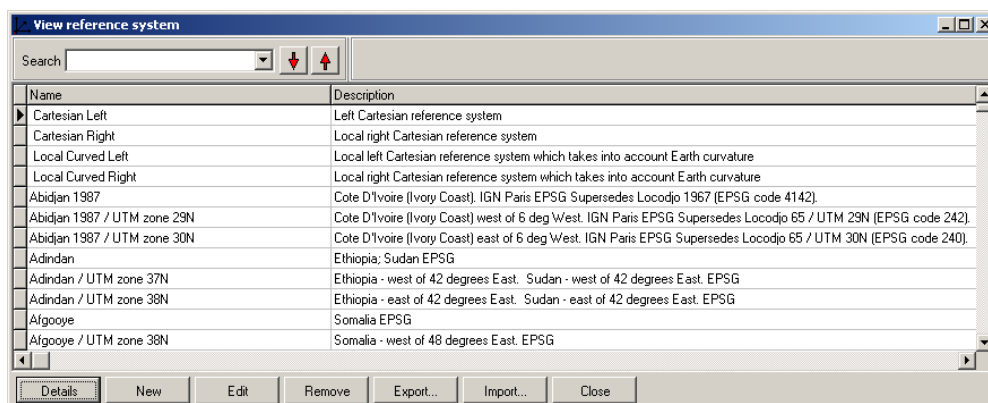 View reference system
Search
Name Description
Cartesian Left Left Cartesian reference system
Cartesian Right Local right Cartesian reference system
Local Curved Left Local left Cartesian reference system which takes into account Earth curvature
Local Curved Right Local right Cartesian reference system which takes into account Earth curvature
Abidjan 1987 Cote D'Ivoire (Ivory Coast). IGN Paris EPSG Supersedes Locodjo 1967 (EPSG code 4142).
Abidjan 1987 / UTM zone 29N Cote D'Ivoire (Ivory Coast) west of 6 deg West. IGN Paris EPSG Supersedes Locodjo 65 / UTM 29N (EPSG code 242).
Abidjan 1987 / UTM zone 30N Cote D'Ivoire (Ivory Coast) east of 6 deg West. IGN Paris EPSG Supersedes Locodjo 65 / UTM 30N (EPSG code 240).
Adindan Ethiopia; Sudan EPSG
Adindan / UTM zone 37N Ethiopia - west of 42 degrees East. Sudan - west of 42 degrees East. EPSG
Adindan / UTM zone 38N Ethiopia - east of 42 degrees East. Sudan - east of 42 degrees East. EPSG
Afgooye Somalia EPSG
Afgooye / UTM zone 38N Somalia - west of 48 degrees East. EPSG
Details New Edit Remove Export... Import... Close